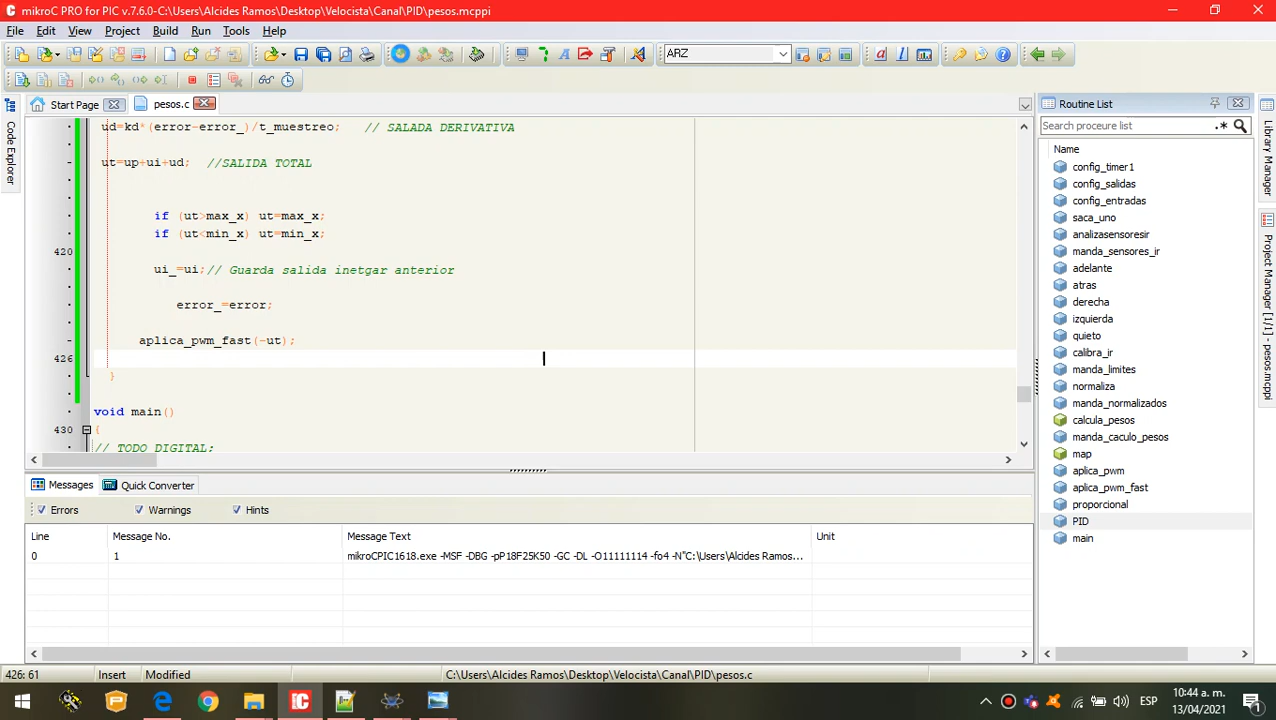 mikroC PRO for PIC v.7.6.0-C:\Users\Alcides Ramos\Desktop\Velocista\Canal\PID\pesos.mcppi
File Edit View Project Build Run Tools Help
ARZ
Start Page pesos.c
Code Explorer
ud=kd*(error-error_)/t_muestreo; // SALADA DERIVATIVA
ut=up+ui+ud; //SALIDA TOTAL
if (ut>max_x) ut=max_x;
if (ut<min_x) ut=min_x;
420
ui_=ui;// Guarda salida inetgar anterior
error_=error;
aplica_pwm_fast(-ut);
426
}
void main()
430 {
// TODO DIGITAL;
Routine List
Search proceure list .*
Name
config_timer1
config_salidas
config_entradas
saca_uno
analizasensoresir
manda_sensores_ir
adelante
atras
derecha
izquierda
quieto
calibra_ir
manda_limites
normaliza
manda_normalizados
calcula_pesos
manda_caculo_pesos
map
aplica_pwm
aplica_pwm_fast
proporcional
PID
main
Library Manager
Project Manager [1/1] - pesos.mcppi
Messages Quick Converter
Errors Warnings Hints
Line Message No. Message Text Unit
0 1 mikroCPIC1618.exe -MSF -DBG -pP18F25K50 -GC -DL -O11111114 -fo4 -N"C:\Users\Alcides Ramos...
426: 61 Insert Modified C:\Users\Alcides Ramos\Desktop\Velocista\Canal\PID\pesos.c
ESP
10:44 a. m.
13/04/2021
1